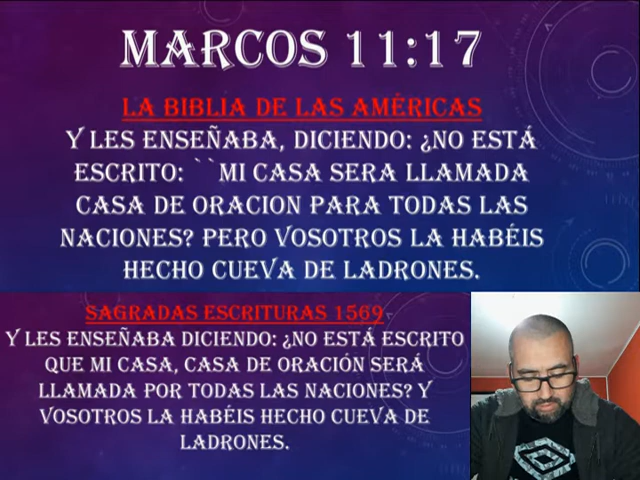 MARCOS 11:17
LA BIBLIA DE LAS AMÉRICAS
Y LES ENSEÑABA, DICIENDO: ¿NO ESTÁ
ESCRITO: ``MI CASA SERA LLAMADA
CASA DE ORACION PARA TODAS LAS
NACIONES? PERO VOSOTROS LA HABÉIS
HECHO CUEVA DE LADRONES.
SAGRADAS ESCRITURAS 1569
Y LES ENSEÑABA DICIENDO: ¿NO ESTÁ ESCRITO
QUE MI CASA, CASA DE ORACIÓN SERÁ
LLAMADA POR TODAS LAS NACIONES? Y
VOSOTROS LA HABÉIS HECHO CUEVA DE
LADRONES.